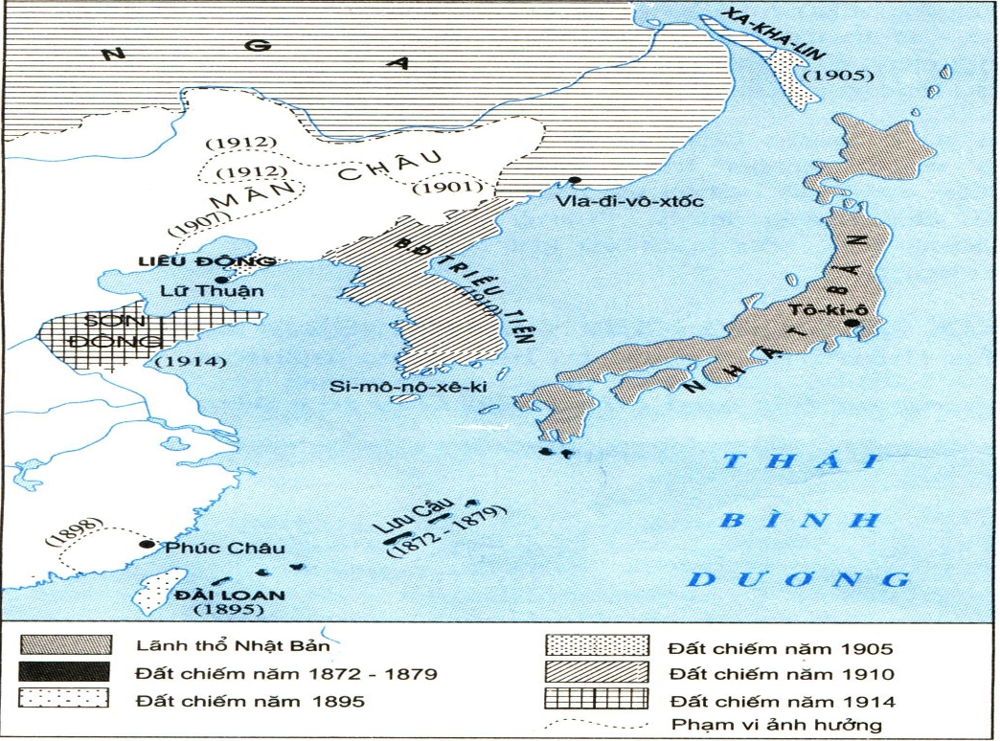 N G A
XA-KHA-LIN
(1905)
(1912)
(1912)
MÃN CHÂU
(1901)
(1907)
Vla-đi-vô-xtốc
LIÊU ĐÔNG
Lữ Thuận
BĐ TRIỀU TIÊN
(1910)
SƠN
ĐÔNG
(1914)
Si-mô-nô-xê-ki
NHẬT BẢN
Tô-ki-ô
THÁI
BÌNH
DƯƠNG
Lưu Cầu
(1872 - 1879)
(1898)
Phúc Châu
ĐÀI LOAN
(1895)
Lãnh thổ Nhật Bản
Đất chiếm năm 1872 - 1879
Đất chiếm năm 1895
Đất chiếm năm 1905
Đất chiếm năm 1910
Đất chiếm năm 1914
Phạm vi ảnh hưởng